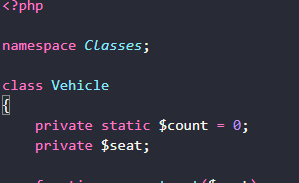 <?php
namespace Classes;
class Vehicle
{
private static $count = 0;
private $seat;